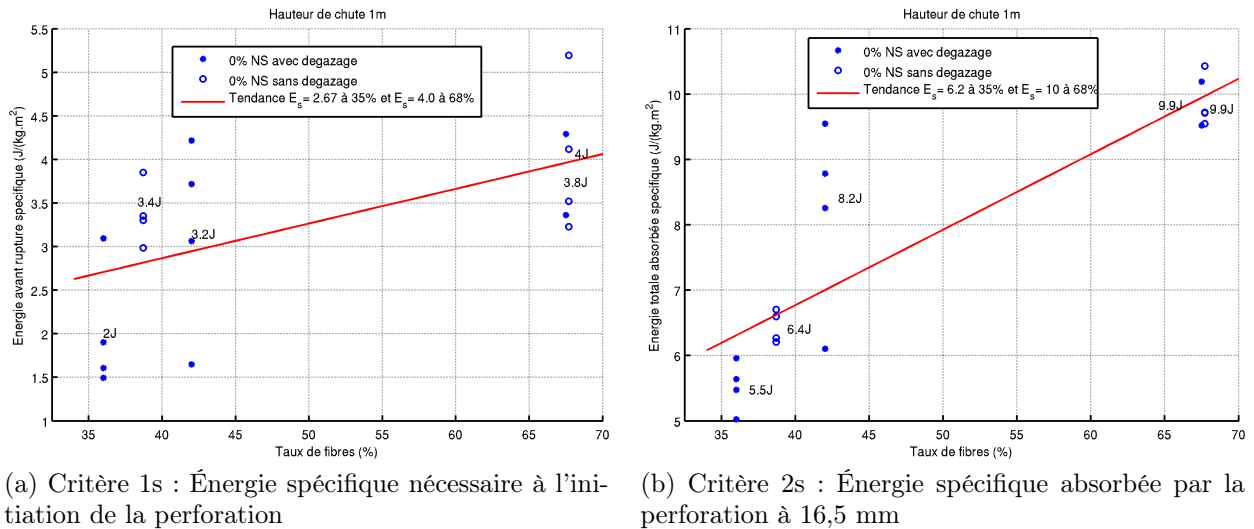 Hauteur de chute 1m
0% NS avec degazage
0% NS sans degazage
Tendance E_s= 2.67 à 35% et E_s= 4.0 à 68%
Energie avant rupture specifique (J/(kg.m²)
5.5
5
4.5
4
3.5
3
2.5
2
1.5
1
2J
3.4J
3.2J
4J
3.8J
35 40 45 50 55 60 65 70
Taux de fibres (%)
(a) Critère 1s : Énergie spécifique nécessaire à l'ini-
tiation de la perforation
Hauteur de chute 1m
0% NS avec degazage
0% NS sans degazage
Tendance E_s= 6.2 à 35% et E_s= 10 à 68%
Energie totale absorbée specifique (J/(kg.m²)
11
10
9
8
7
6
5
5.5J
6.4J
8.2J
9.9J
9.9J
35 40 45 50 55 60 65 70
Taux de fibres (%)
(b) Critère 2s : Énergie spécifique absorbée par la
perforation à 16,5 mm